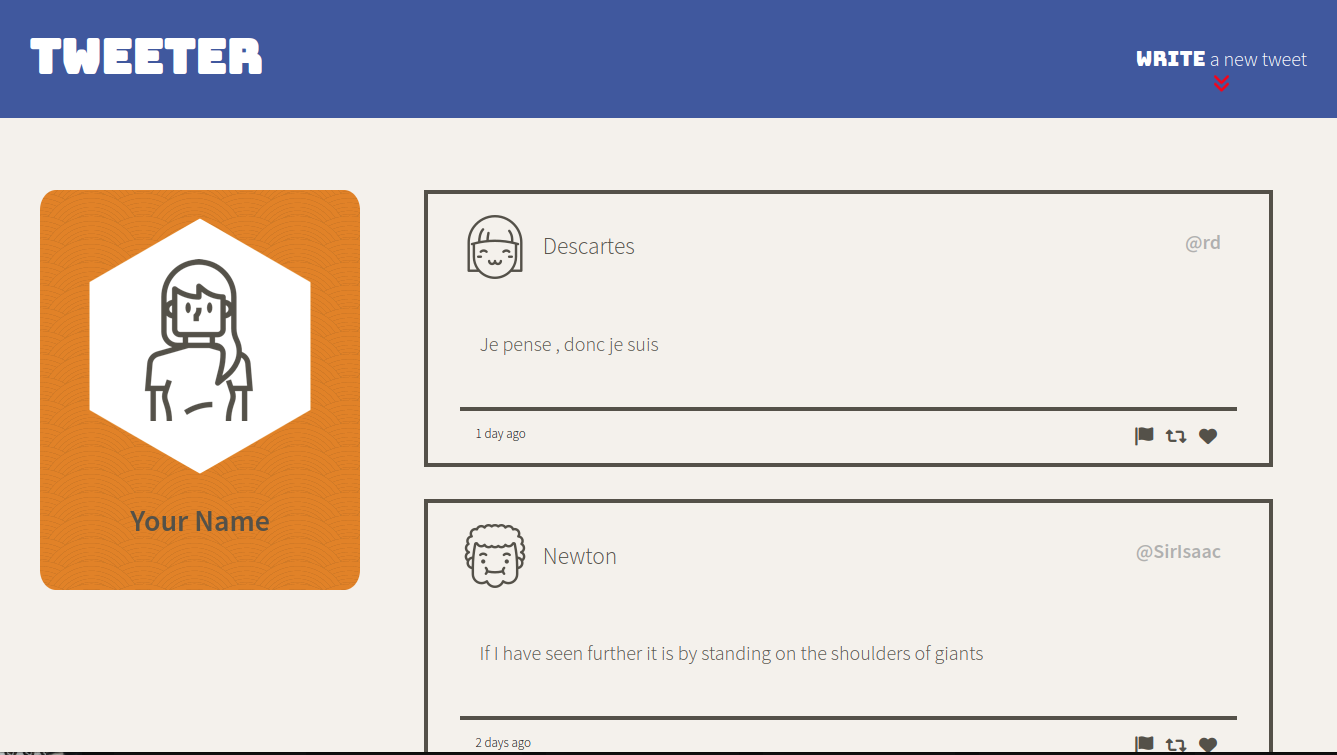 TWEETER
WRITE a new tweet
Your Name
Descartes
@rd
Je pense , donc je suis
1 day ago
Newton
@SirIsaac
If I have seen further it is by standing on the shoulders of giants
2 days ago